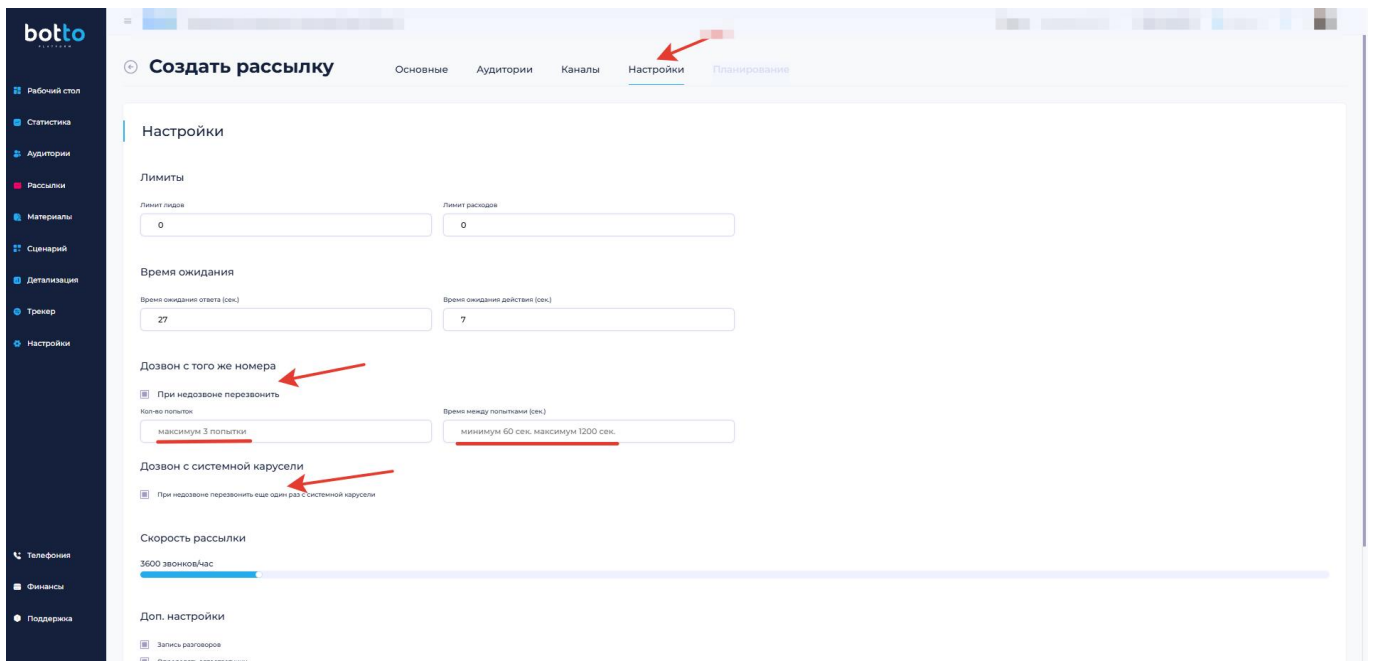 botto
PLATFORM
Создать рассылку
Основные Аудитории Каналы Настройки Планирование
Рабочий стол
Статистика
Аудитории
Рассылки
Материалы
Сценарий
Детализация
Трекер
Настройки
Телефония
Финансы
Поддержка
Настройки
Лимиты
Лимит лидов Лимит расходов
0 0
Время ожидания
Время ожидания ответа (сек.) Время ожидания действия (сек.)
27 7
Дозвон с того же номера
При недозвоне перезвонить
Кол-во попыток Время между попытками (сек.)
максимум 3 попытки минимум 60 сек. максимум 1200 сек.
Дозвон с системной карусели
При недозвоне перезвонить еще один раз с системной карусели
Скорость рассылки
3600 звонков/час
Доп. настройки
Запись разговоров